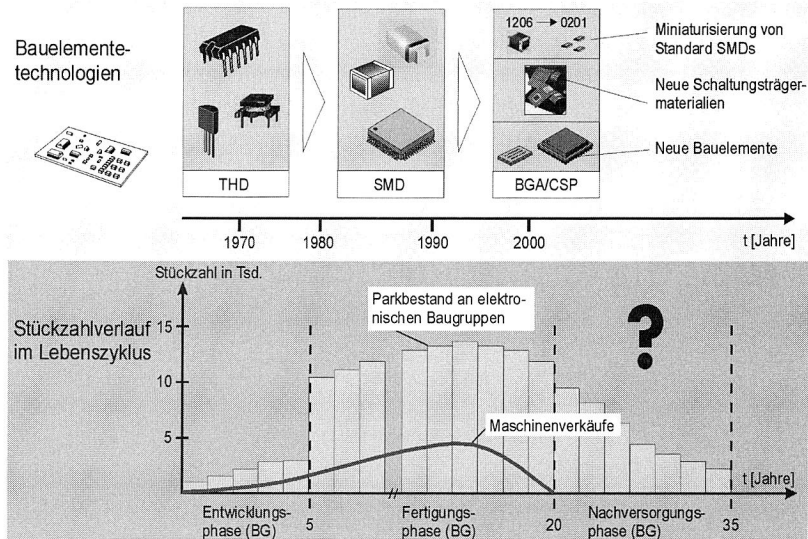 Bauelemente-
technologien
THD
SMD
1206 → 0201
BGA/CSP
Miniaturisierung von
Standard SMDs
Neue Schaltungsträger-
materialien
Neue Bauelemente
1970
1980
1990
2000
t [Jahre]
Stückzahlverlauf
im Lebenszyklus
Stückzahl in Tsd.
15
10
5
Parkbestand an elektro-
nischen Baugruppen
?
Maschinenverkäufe
t [Jahre]
Entwicklungs-
phase (BG)
5
Fertigungs-
phase (BG)
20
Nachversorgungs-
phase (BG)
35